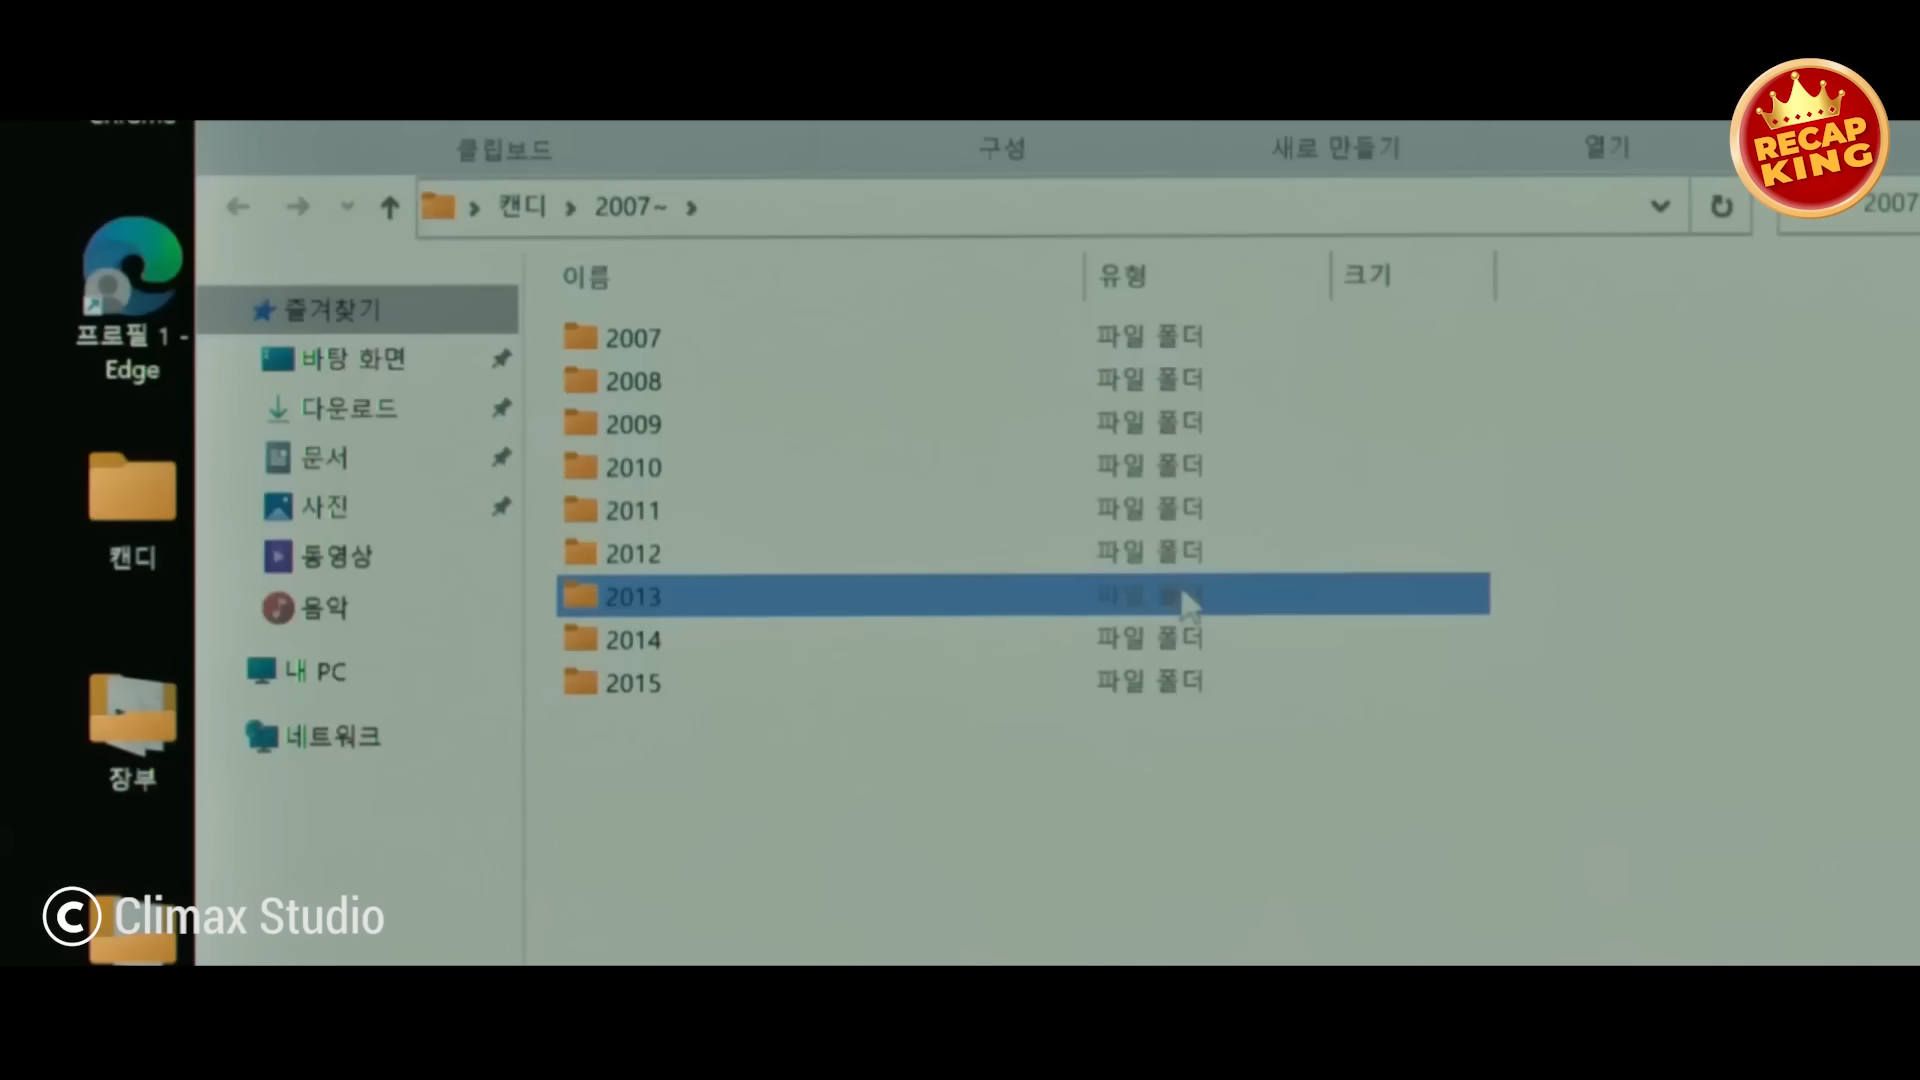 클립보드 구성 새로 만들기 열기
RECAP
KING
캔디 2007~ 2007
프로필 1 -
Edge
캔디
장부
즐겨찾기
바탕 화면
다운로드
문서
사진
동영상
음악
내 PC
네트워크
이름 유형 크기
2007 파일 폴더
2008 파일 폴더
2009 파일 폴더
2010 파일 폴더
2011 파일 폴더
2012 파일 폴더
2013 파일
2014 파일 폴더
2015 파일 폴더
© Climax Studio